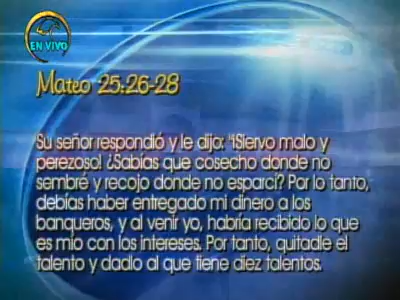 EN VIVO
Mateo 25:26-28
Su señor respondió y le dijo: "¡Siervo malo y
perezoso! ¿Sabías que cosecho donde no
sembré y recojo donde no esparcí? Por lo tanto,
debías haber entregado mi dinero a los
banqueros, y al venir yo, habría recibido lo que
es mío con los intereses. Por tanto, quitadle el
talento y dadlo al que tiene diez talentos.